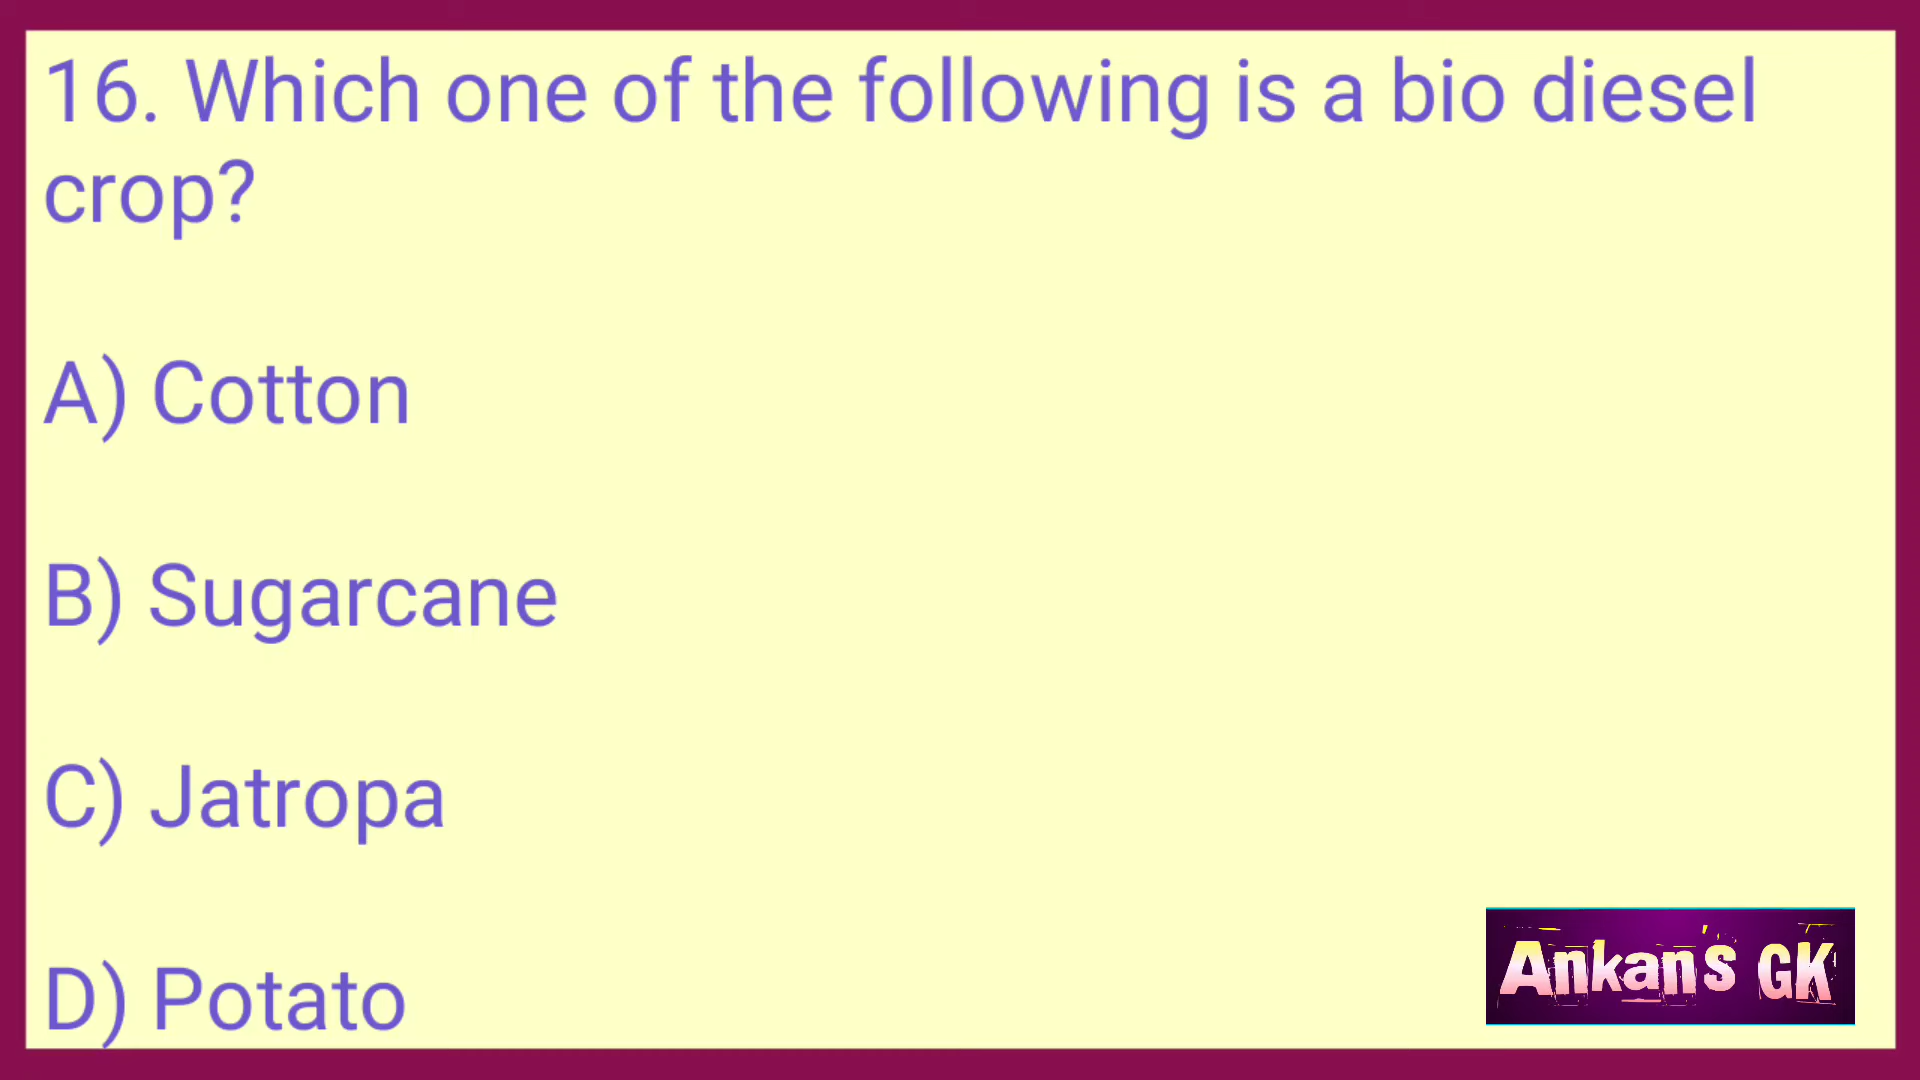 16. Which one of the following is a bio diesel
crop?
A) Cotton
B) Sugarcane
C) Jatropa
D) Potato
Ankan's GK